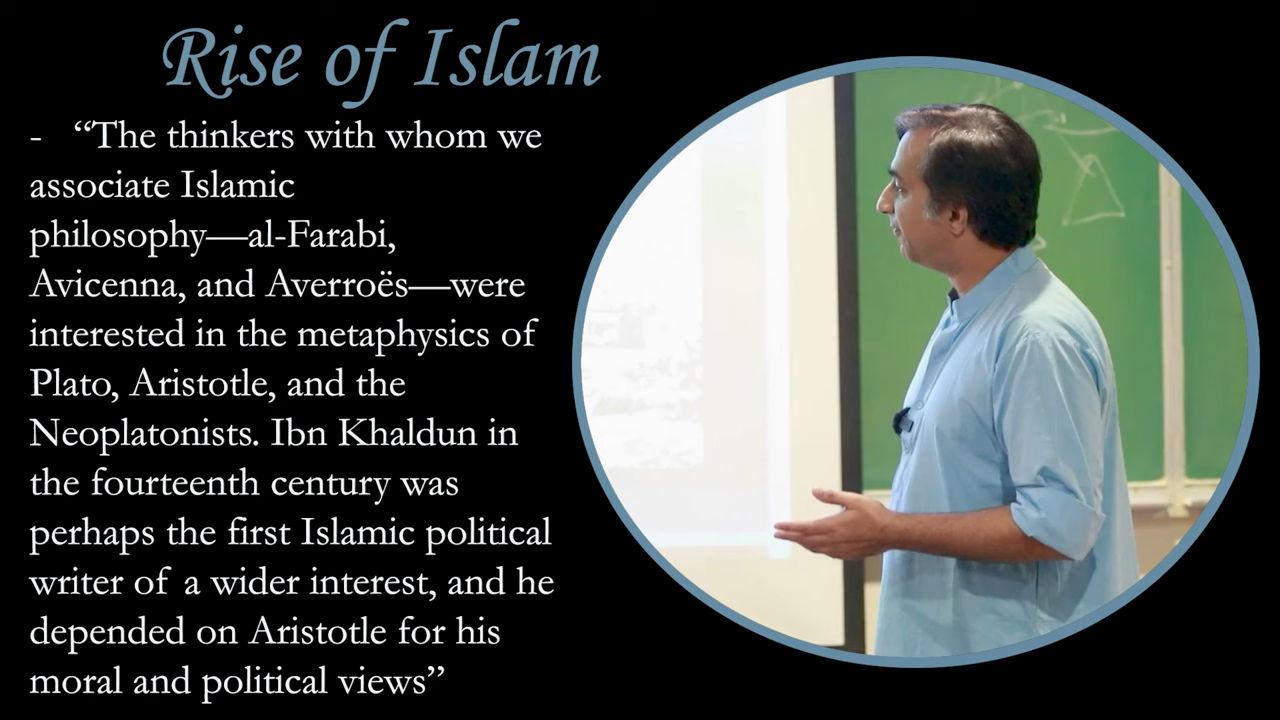 Rise of Islam
- “The thinkers with whom we
associate Islamic
philosophy—al-Farabi,
Avicenna, and Averroës—were
interested in the metaphysics of
Plato, Aristotle, and the
Neoplatonists. Ibn Khaldun in
the fourteenth century was
perhaps the first Islamic political
writer of a wider interest, and he
depended on Aristotle for his
moral and political views”